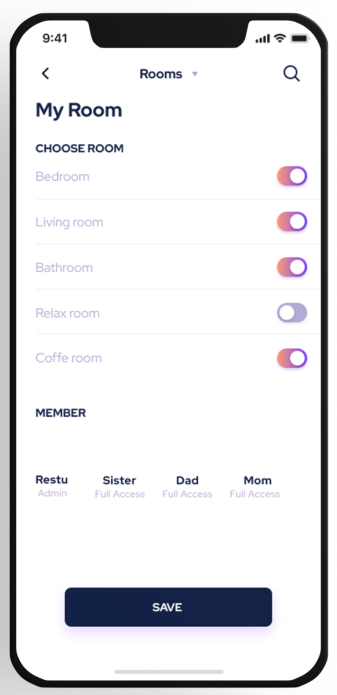 9:41
Rooms
My Room
CHOOSE ROOM
Bedroom
Living room
Bathroom
Relax room
Coffe room
MEMBER
Restu Sister Dad Mom
Admin Full Access Full Access Full Access
SAVE